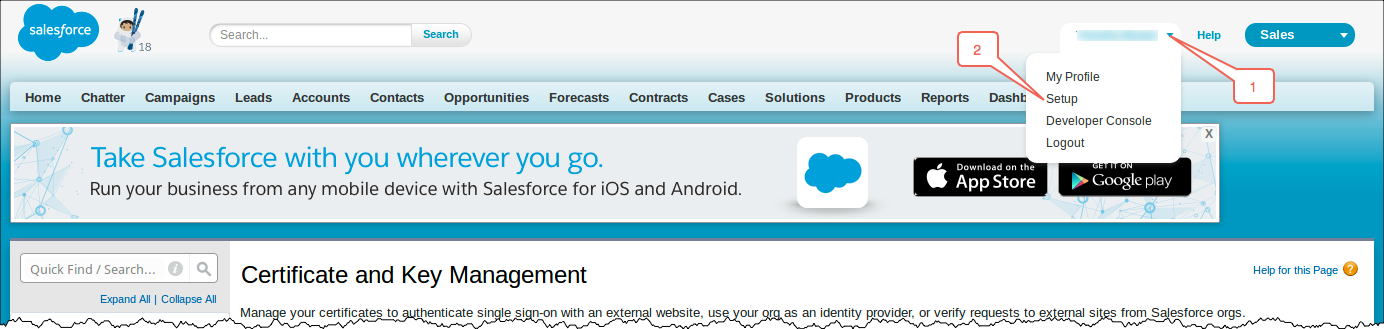 salesforce
18
Search...
Search
Help
Sales
1
2
My Profile
Setup
Developer Console
Logout
Home Chatter Campaigns Leads Accounts Contacts Opportunities Forecasts Contracts Cases Solutions Products Reports
X
Take Salesforce with you wherever you go.
Run your business from any mobile device with Salesforce for iOS and Android.
Download on the
App Store
GET IT ON
Google play
Quick Find / Search...
Expand All | Collapse All
Certificate and Key Management
Help for this Page ?
Manage your certificates to authenticate single sign-on with an external website, use your org as an identity provider, or verify requests to external sites from Salesforce orgs.